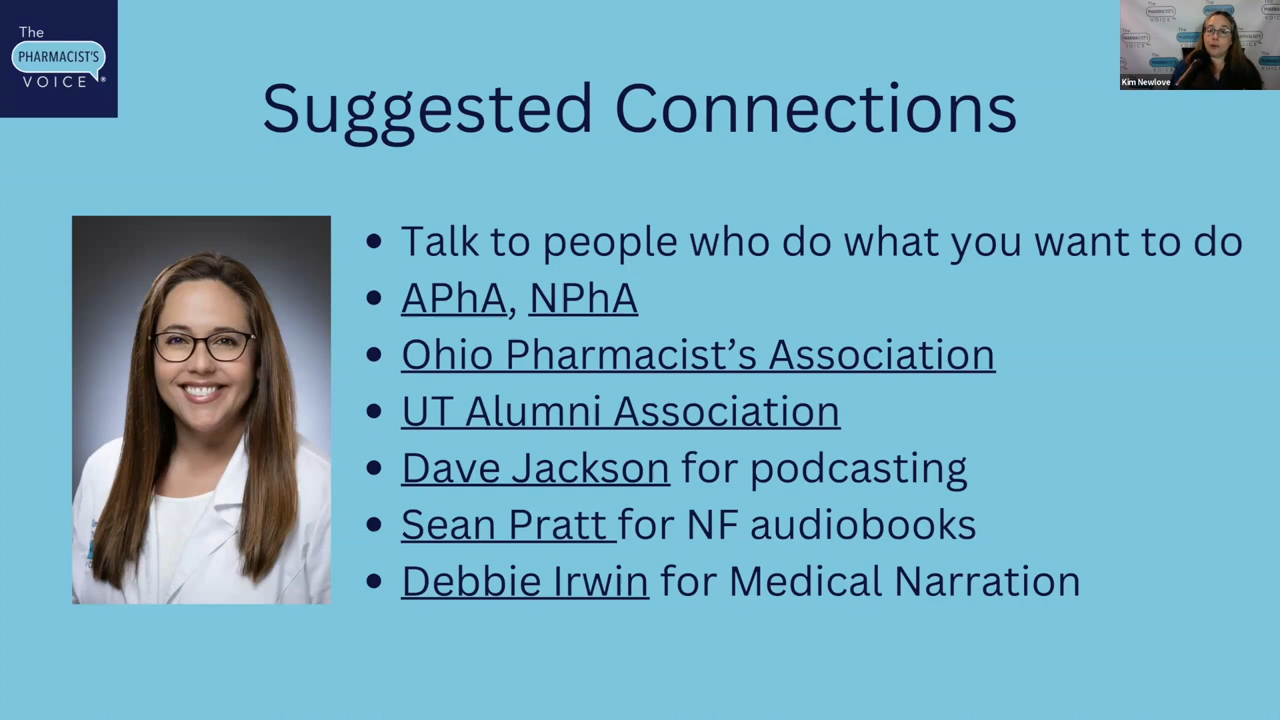 The
PHARMACIST'S
VOICE®
Kim Newlove
Suggested Connections
• Talk to people who do what you want to do
• APhA, NPhA
• Ohio Pharmacist’s Association
• UT Alumni Association
• Dave Jackson for podcasting
• Sean Pratt for NF audiobooks
• Debbie Irwin for Medical Narration